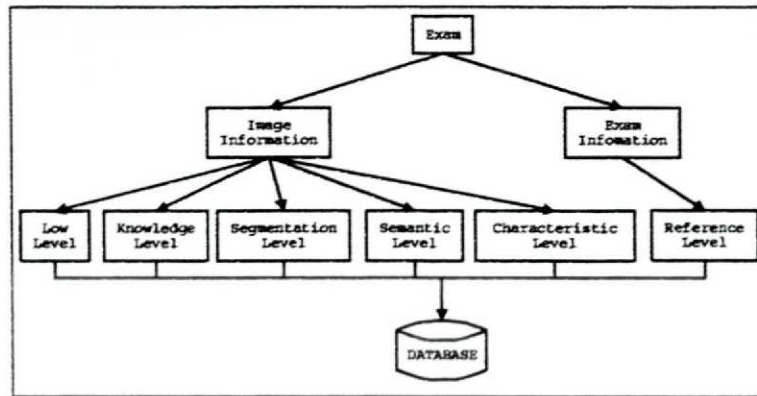 Exam
Image
Information
Exam
Infomation
Low
Level
Knowledge
Level
Segmentation
Level
Semantic
Level
Characteristic
Level
Reference
Level
DATABASE